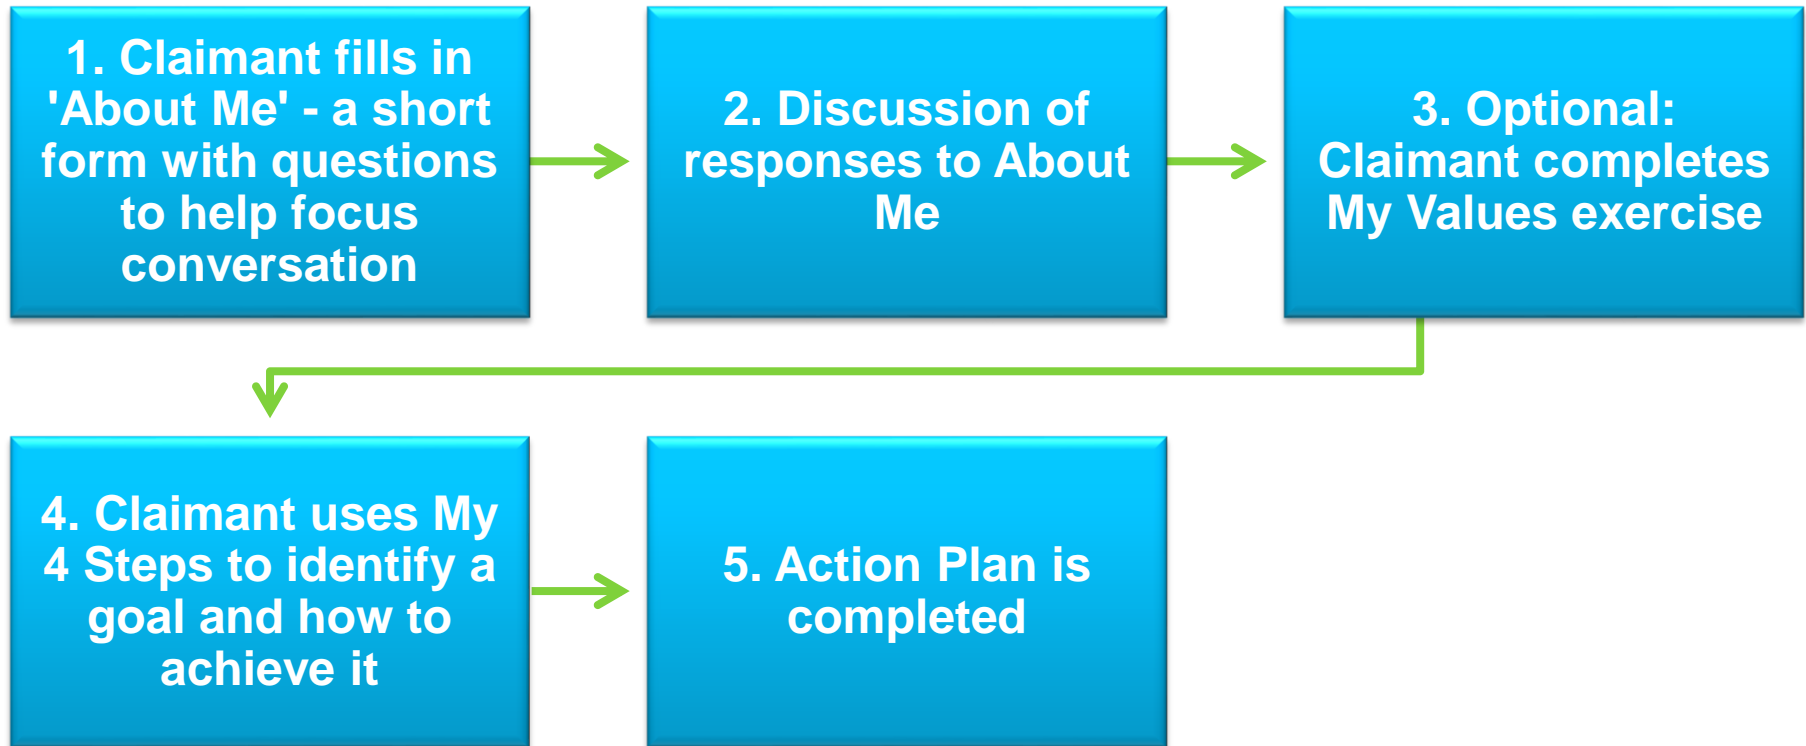 1. Claimant fills in
'About Me' - a short
form with questions
to help focus
conversation
2. Discussion of
responses to About
Me
3. Optional:
Claimant completes
My Values exercise
4. Claimant uses My
4 Steps to identify a
goal and how to
achieve it
5. Action Plan is
completed